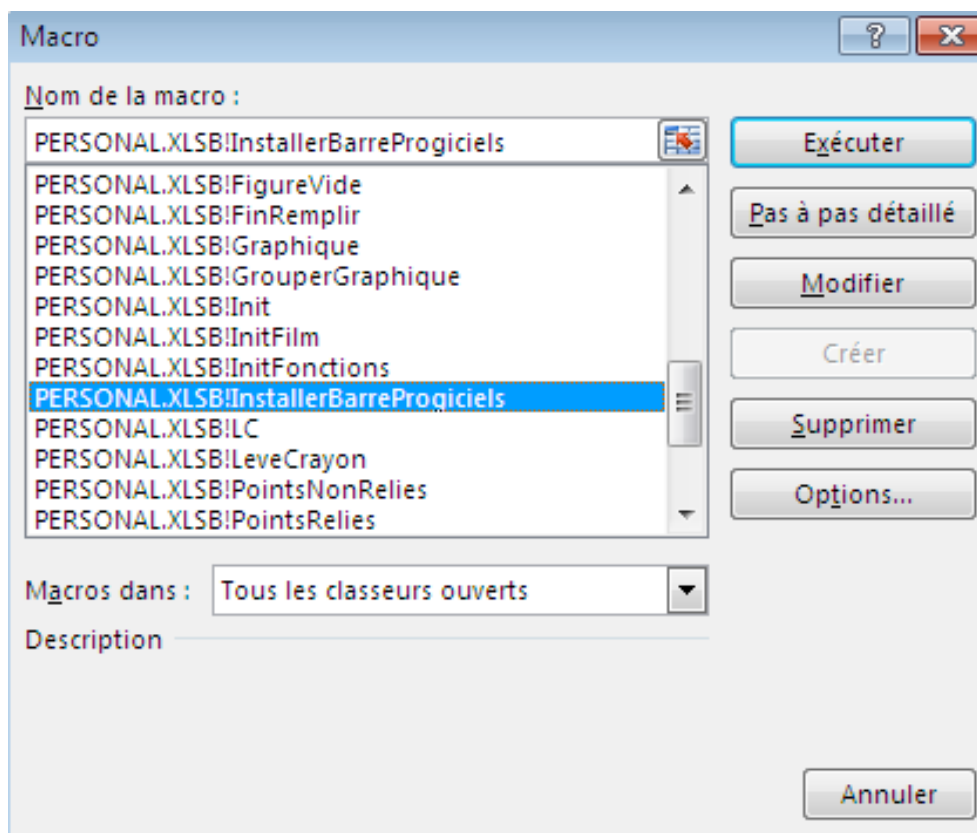 Macro
Nom de la macro :
PERSONAL.XLSB!InstallerBarreProgiciels
PERSONAL.XLSB!FigureVide
PERSONAL.XLSB!FinRemplir
PERSONAL.XLSB!Graphique
PERSONAL.XLSB!GrouperGraphique
PERSONAL.XLSB!Init
PERSONAL.XLSB!InitFilm
PERSONAL.XLSB!InitFonctions
PERSONAL.XLSB!InstallerBarreProgiciels
PERSONAL.XLSB!LC
PERSONAL.XLSB!LeveCrayon
PERSONAL.XLSB!PointsNonRelies
PERSONAL.XLSB!PointsRelies
Exécuter
Pas à pas détaillé
Modifier
Créer
Supprimer
Options...
Macros dans : Tous les classeurs ouverts
Description
Annuler